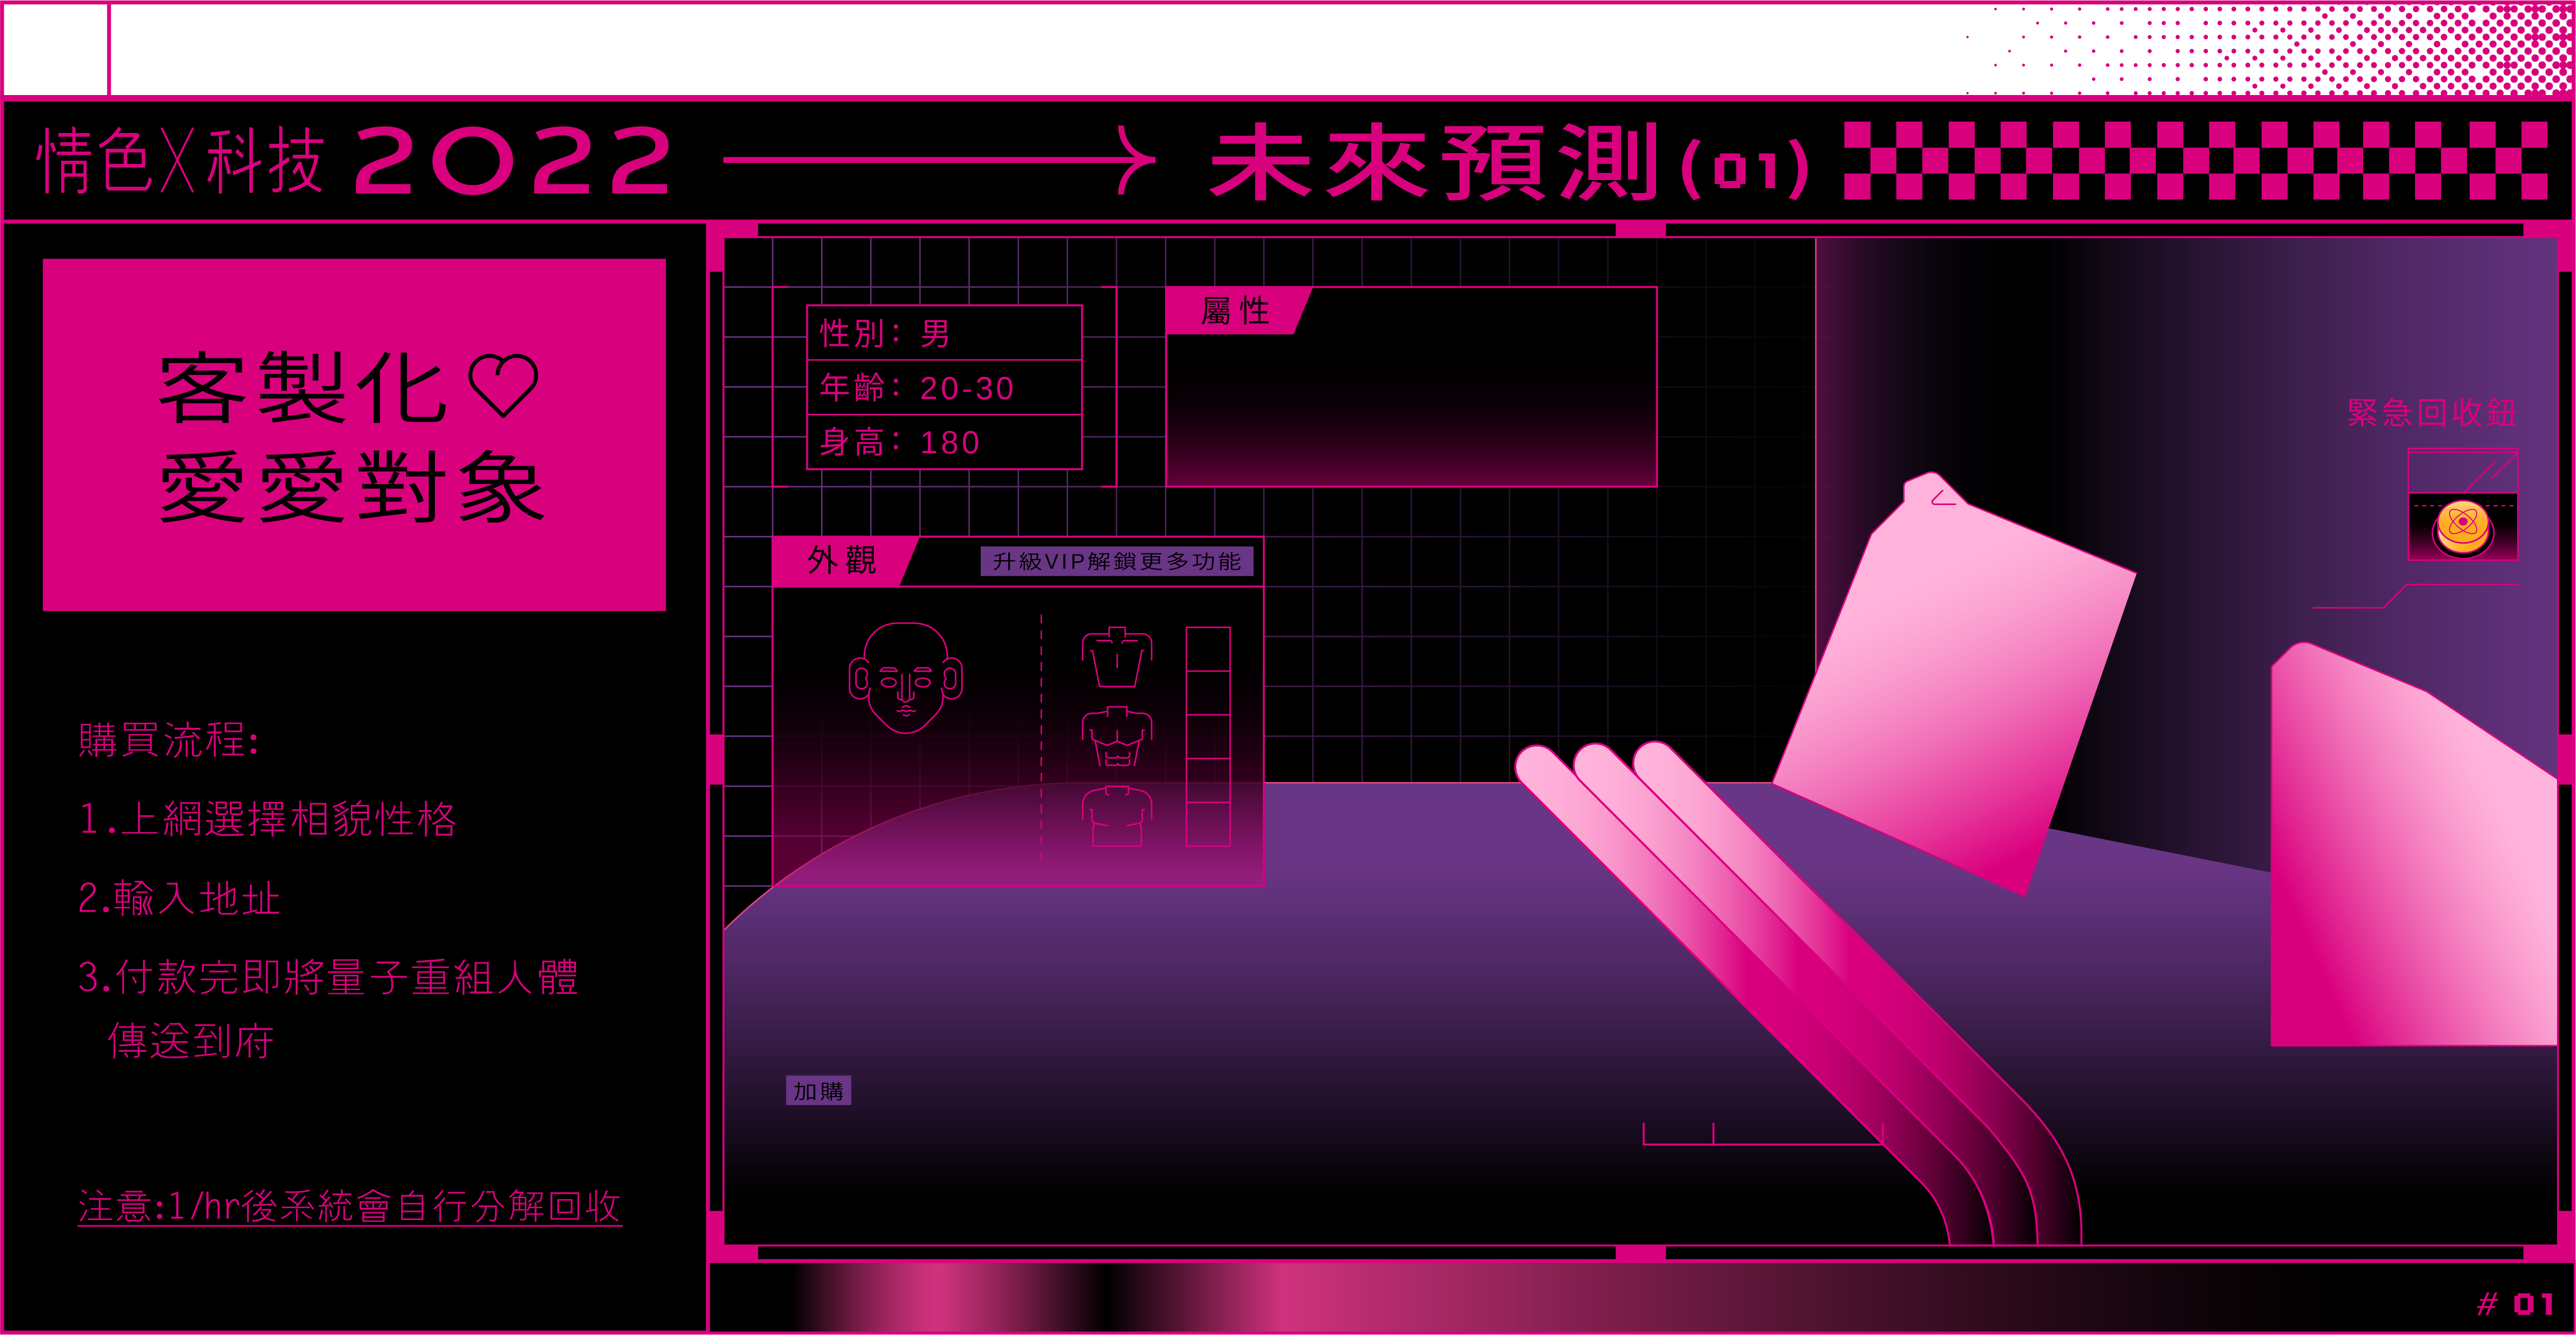 情色╳科技 2022 未來預測(01)
客製化
愛愛對象
購買流程:
1.上網選擇相貌性格
2.輸入地址
3.付款完即將量子重組人體
傳送到府
注意:1/hr後系統會自行分解回收
性別：男
年齡：20-30
身高：180
屬性
外觀
升級VIP解鎖更多功能
緊急回收鈕
加購
# 01